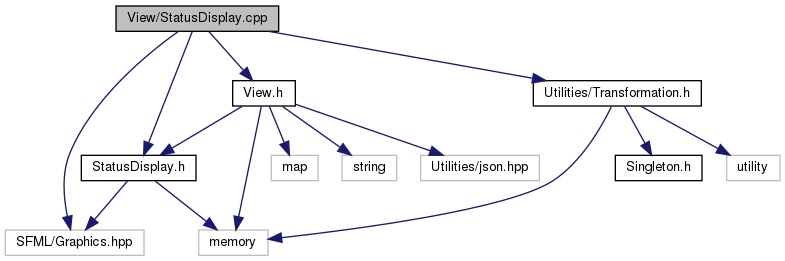 View/StatusDisplay.cpp
View.h
Utilities/Transformation.h
StatusDisplay.h
map
string
Utilities/json.hpp
Singleton.h
utility
SFML/Graphics.hpp
memory